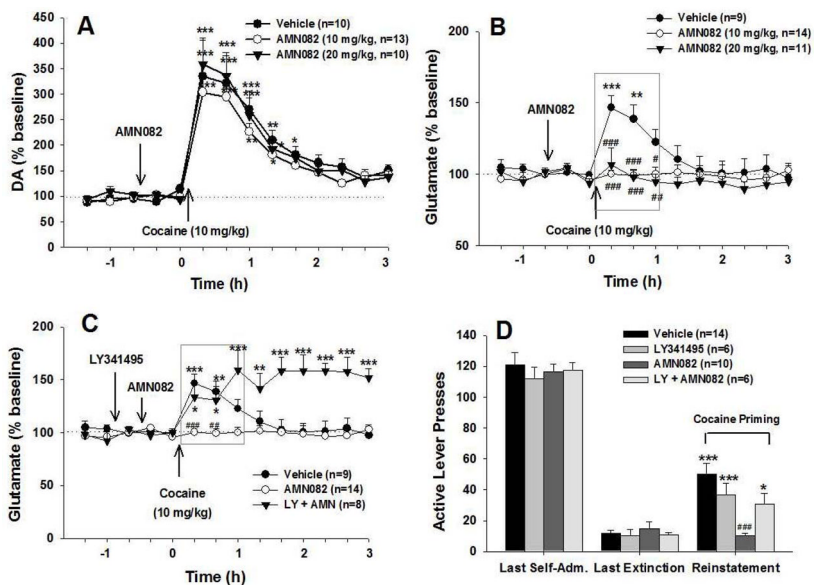 A
Vehicle (n=10)
AMN082 (10 mg/kg, n=13)
AMN082 (20 mg/kg, n=10)
DA (% baseline)
400
350
300
250
200
150
100
50
0
AMN082
Cocaine (10 mg/kg)
-1 0 1 2 3
Time (h)
B
Vehicle (n=9)
AMN082 (10 mg/kg, n=14)
AMN082 (20 mg/kg, n=11)
Glutamate (% baseline)
200
150
100
50
AMN082
*** **
### ### #
### ### ##
Cocaine (10 mg/kg)
-1 0 1 2 3
Time (h)
C
Glutamate (% baseline)
200
150
100
50
0
LY341495
AMN082
### ##
Cocaine
(10 mg/kg)
Vehicle (n=9)
AMN082 (n=14)
LY + AMN (n=8)
-1 0 1 2 3
Time (h)
D
Vehicle (n=14)
LY341495 (n=6)
AMN082 (n=10)
LY + AMN082 (n=6)
Active Lever Presses
140
120
100
80
60
40
20
0
Cocaine Priming
*** *** ### *
Last Self-Adm. Last Extinction Reinstatement